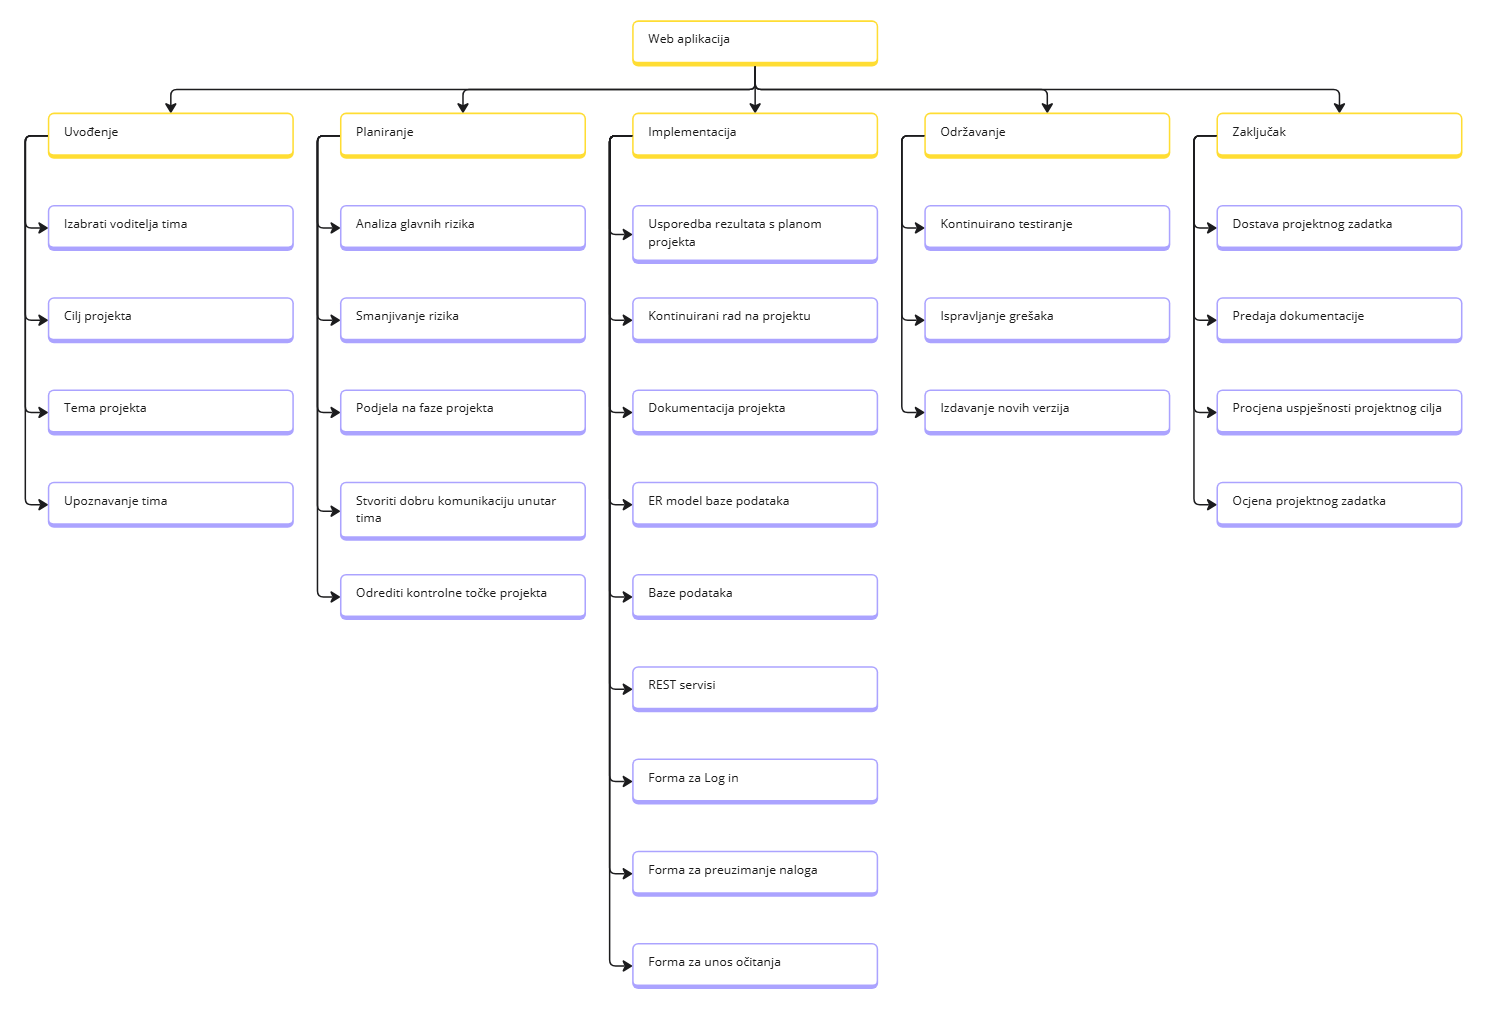 Web aplikacija
Uvođenje
Izabrati voditelja tima
Cilj projekta
Tema projekta
Upoznavanje tima
Planiranje
Analiza glavnih rizika
Smanjivanje rizika
Podjela na faze projekta
Stvoriti dobru komunikaciju unutar
tima
Odrediti kontrolne točke projekta
Implementacija
Usporedba rezultata s planom
projekta
Kontinuirani rad na projektu
Dokumentacija projekta
ER model baze podataka
Baze podataka
REST servisi
Forma za Log in
Forma za preuzimanje naloga
Forma za unos očitanja
Održavanje
Kontinuirano testiranje
Ispravljanje grešaka
Izdavanje novih verzija
Zaključak
Dostava projektnog zadatka
Predaja dokumentacije
Procjena uspješnosti projektnog cilja
Ocjena projektnog zadatka